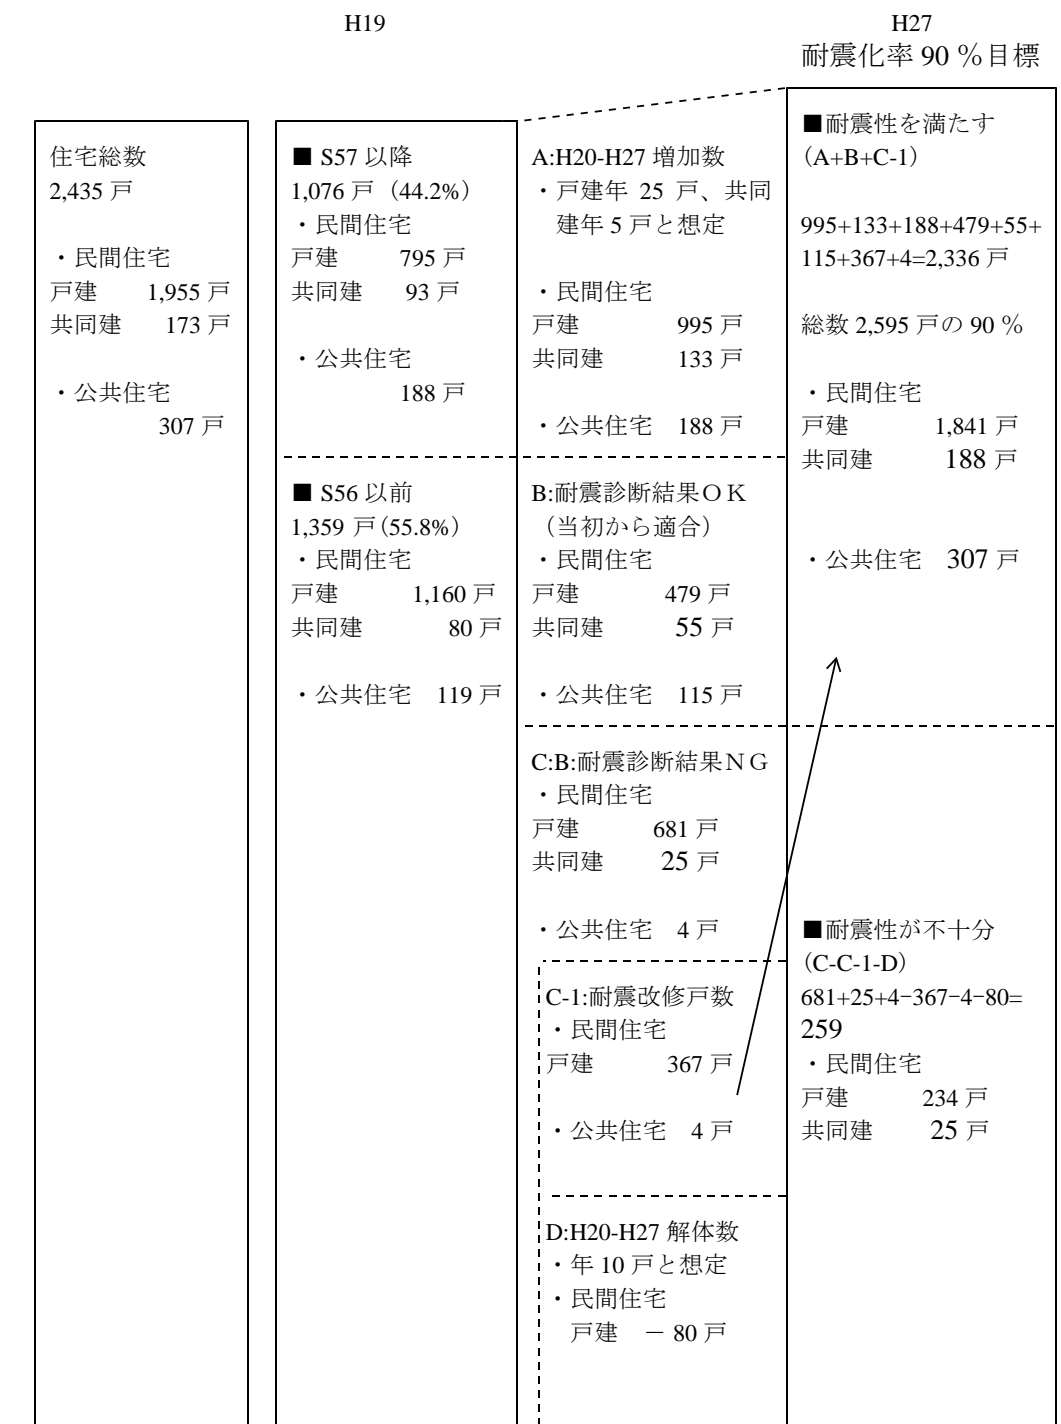 H19
H27
耐震化率 90 %目標
住宅総数
2,435 戸
・民間住宅
戸建 1,955 戸
共同建 173 戸
・公共住宅
307 戸
■ S57 以降
1,076 戸（44.2%）
・民間住宅
戸建 795 戸
共同建 93 戸
・公共住宅
188 戸
■ S56 以前
1,359 戸（55.8%）
・民間住宅
戸建 1,160 戸
共同建 80 戸
・公共住宅 119 戸
A:H20-H27 増加数
・戸建年 25 戸、共同
建年 5 戸と想定
・民間住宅
戸建 995 戸
共同建 133 戸
・公共住宅 188 戸
B:耐震診断結果ＯＫ
（当初から適合）
・民間住宅
戸建 479 戸
共同建 55 戸
・公共住宅 115 戸
C:B:耐震診断結果ＮＧ
・民間住宅
戸建 681 戸
共同建 25 戸
・公共住宅 4 戸
C-1:耐震改修戸数
・民間住宅
戸建 367 戸
・公共住宅 4 戸
D:H20-H27 解体数
・年 10 戸と想定
・民間住宅
戸建 － 80 戸
■耐震性を満たす
（A+B+C-1）
995+133+188+479+55+
115+367+4=2,336 戸
総数 2,595 戸の 90 %
・民間住宅
戸建 1,841 戸
共同建 188 戸
・公共住宅 307 戸
■耐震性が不十分
（C-C-1-D）
681+25+4-367-4-80=
259
・民間住宅
戸建 234 戸
共同建 25 戸